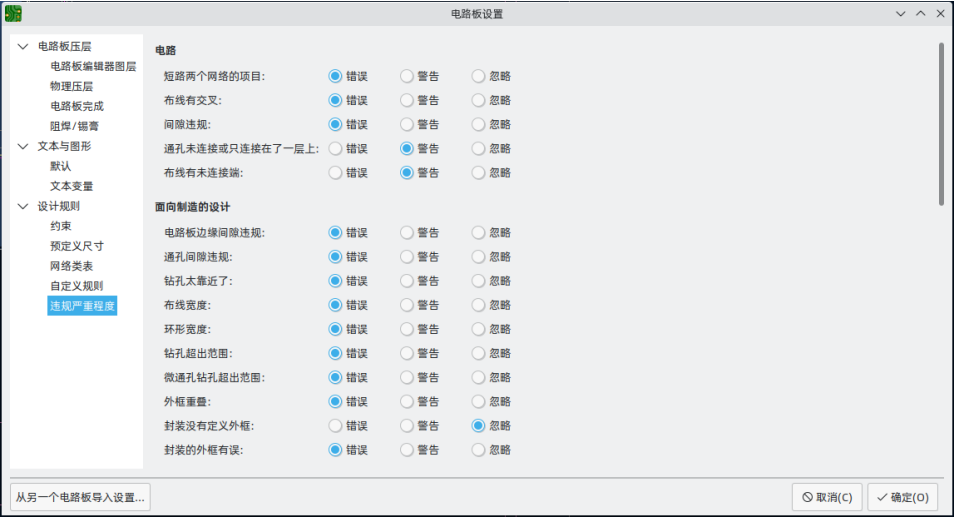 电路板设置
电路板压层
电路板编辑器图层
物理压层
电路板完成
阻焊/锡膏
文本与图形
默认
文本变量
设计规则
约束
预定义尺寸
网络类表
自定义规则
违规严重程度
电路
短路两个网络的项目: 错误 警告 忽略
布线有交叉: 错误 警告 忽略
间隙违规: 错误 警告 忽略
通孔未连接或只连接在了一层上: 错误 警告 忽略
布线有未连接端: 错误 警告 忽略
面向制造的设计
电路板边缘间隙违规: 错误 警告 忽略
通孔间隙违规: 错误 警告 忽略
钻孔太靠近了: 错误 警告 忽略
布线宽度: 错误 警告 忽略
环形宽度: 错误 警告 忽略
钻孔超出范围: 错误 警告 忽略
微通孔钻孔超出范围: 错误 警告 忽略
外框重叠: 错误 警告 忽略
封装没有定义外框: 错误 警告 忽略
封装的外框有误: 错误 警告 忽略
从另一个电路板导入设置... 取消(C) 确定(O)